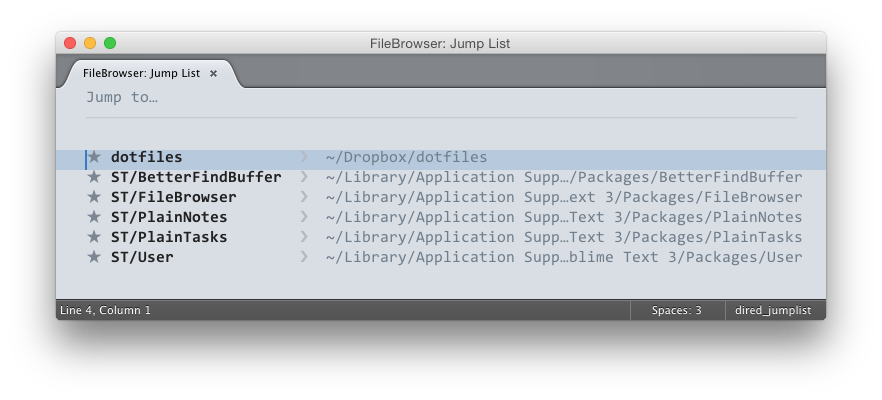 FileBrowser: Jump List
FileBrowser: Jump List ×
Jump to…
★ dotfiles ❯ ~/Dropbox/dotfiles
★ ST/BetterFindBuffer ❯ ~/Library/Application Supp…/Packages/BetterFindBuffer
★ ST/FileBrowser ❯ ~/Library/Application Supp…ext 3/Packages/FileBrowser
★ ST/PlainNotes ❯ ~/Library/Application Supp…Text 3/Packages/PlainNotes
★ ST/PlainTasks ❯ ~/Library/Application Supp…Text 3/Packages/PlainTasks
★ ST/User ❯ ~/Library/Application Supp…blime Text 3/Packages/User
Line 4, Column 1 Spaces: 3 dired_jumplist